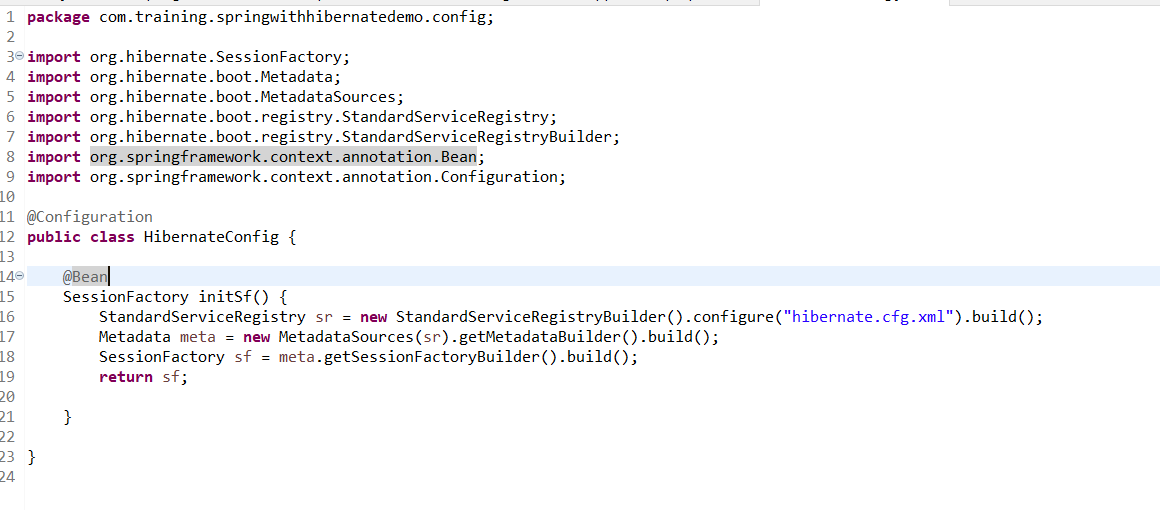 1 package com.training.springwithhibernatedemo.config;
2
3 import org.hibernate.SessionFactory;
4 import org.hibernate.boot.Metadata;
5 import org.hibernate.boot.MetadataSources;
6 import org.hibernate.boot.registry.StandardServiceRegistry;
7 import org.hibernate.boot.registry.StandardServiceRegistryBuilder;
8 import org.springframework.context.annotation.Bean;
9 import org.springframework.context.annotation.Configuration;
10
11 @Configuration
12 public class HibernateConfig {
13
14     @Bean
15     SessionFactory initSf() {
16         StandardServiceRegistry sr = new StandardServiceRegistryBuilder().configure("hibernate.cfg.xml").build();
17         Metadata meta = new MetadataSources(sr).getMetadataBuilder().build();
18         SessionFactory sf = meta.getSessionFactoryBuilder().build();
19         return sf;
20
21     }
22
23 }
24